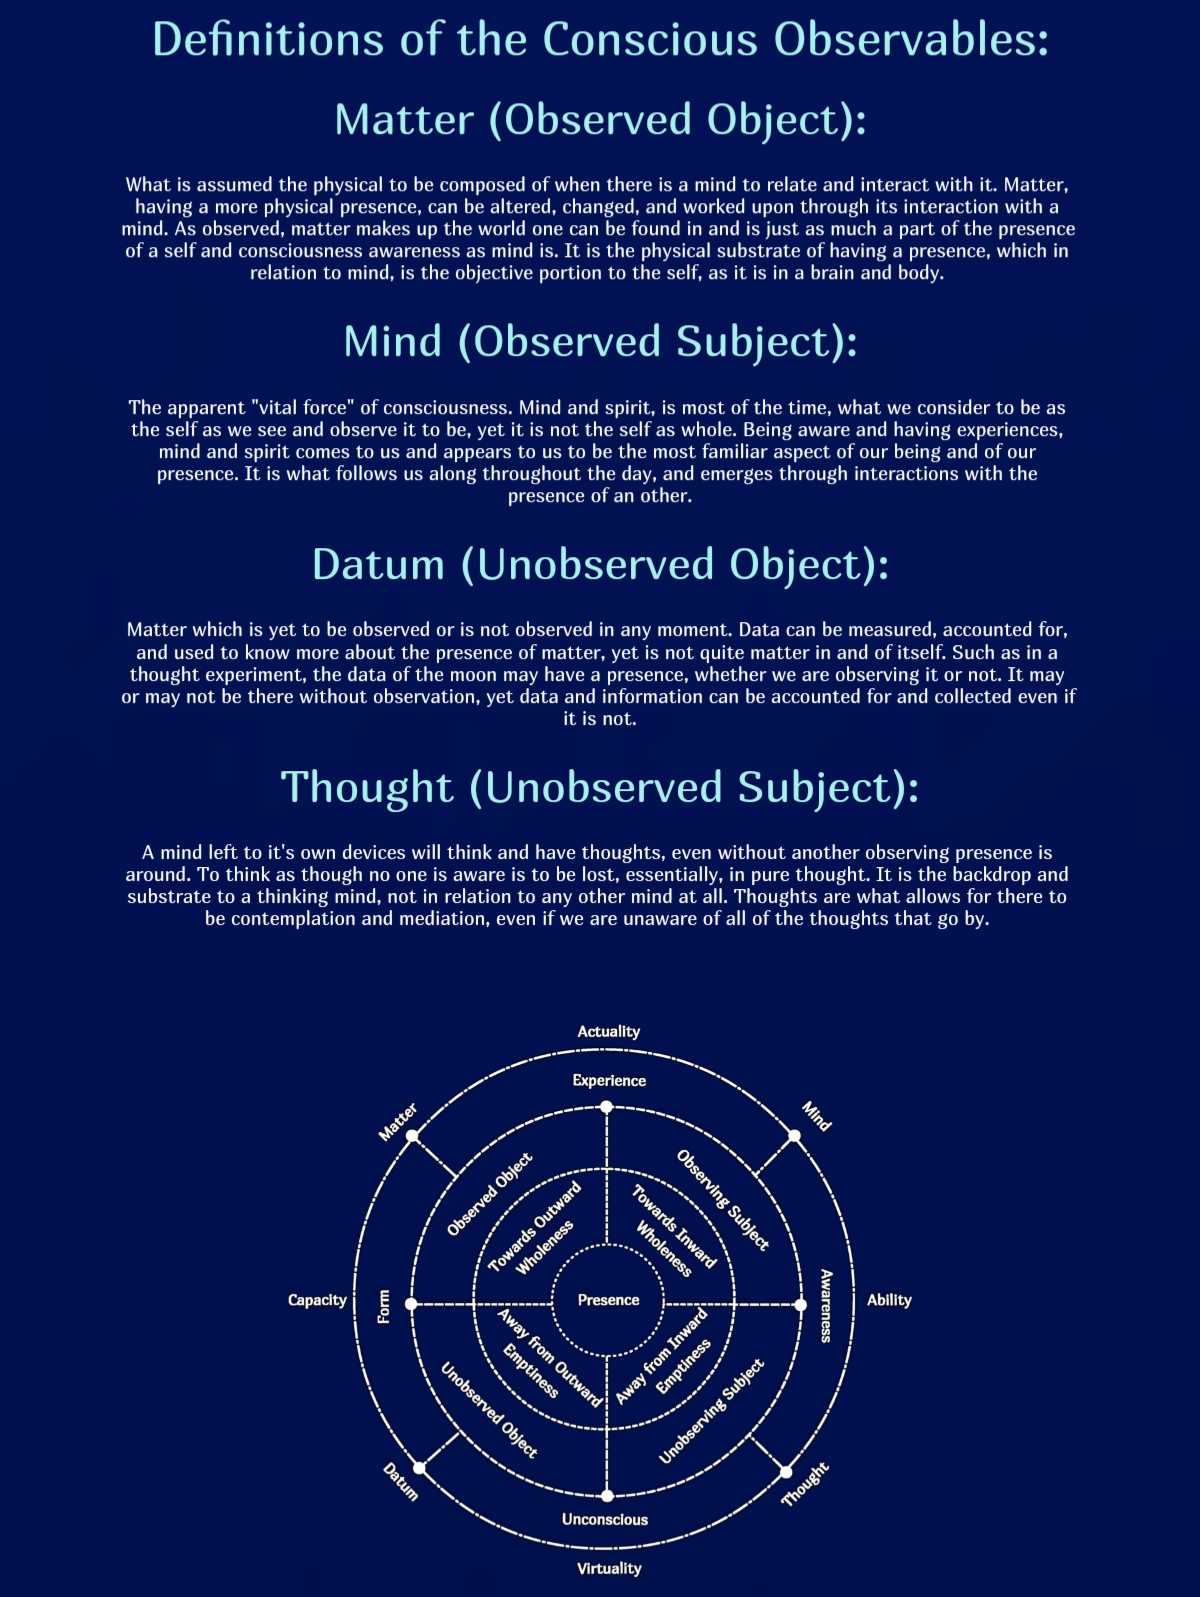 Definitions of the Conscious Observables:
Matter (Observed Object):
What is assumed the physical to be composed of when there is a mind to relate and interact with it. Matter,
having a more physical presence, can be altered, changed, and worked upon through its interaction with a
mind. As observed, matter makes up the world one can be found in and is just as much a part of the presence
of a self and consciousness awareness as mind is. It is the physical substrate of having a presence, which in
relation to mind, is the objective portion to the self, as it is in a brain and body.
Mind (Observed Subject):
The apparent "vital force" of consciousness. Mind and spirit, is most of the time, what we consider to be as
the self as we see and observe it to be, yet it is not the self as whole. Being aware and having experiences,
mind and spirit comes to us and appears to us to be the most familiar aspect of our being and of our
presence. It is what follows us along throughout the day, and emerges through interactions with the
presence of an other.
Datum (Unobserved Object):
Matter which is yet to be observed or is not observed in any moment. Data can be measured, accounted for,
and used to know more about the presence of matter, yet is not quite matter in and of itself. Such as in a
thought experiment, the data of the moon may have a presence, whether we are observing it or not. It may
or may not be there without observation, yet data and information can be accounted for and collected even if
it is not.
Thought (Unobserved Subject):
A mind left to it's own devices will think and have thoughts, even without another observing presence is
around. To think as though no one is aware is to be lost, essentially, in pure thought. It is the backdrop and
substrate to a thinking mind, not in relation to any other mind at all. Thoughts are what allows for there to
be contemplation and mediation, even if we are unaware of all of the thoughts that go by.
Actuality
Experience
Matter
Mind
Observed Object
Observing Subject
Towards Outward
Wholeness
Towards Inward
Wholeness
Capacity
Form
Presence
Awareness
Ability
Away from Outward
Emptiness
Away from Inward
Emptiness
Unobserved Object
Unobserving Subject
Datum
Thought
Unconscious
Virtuality